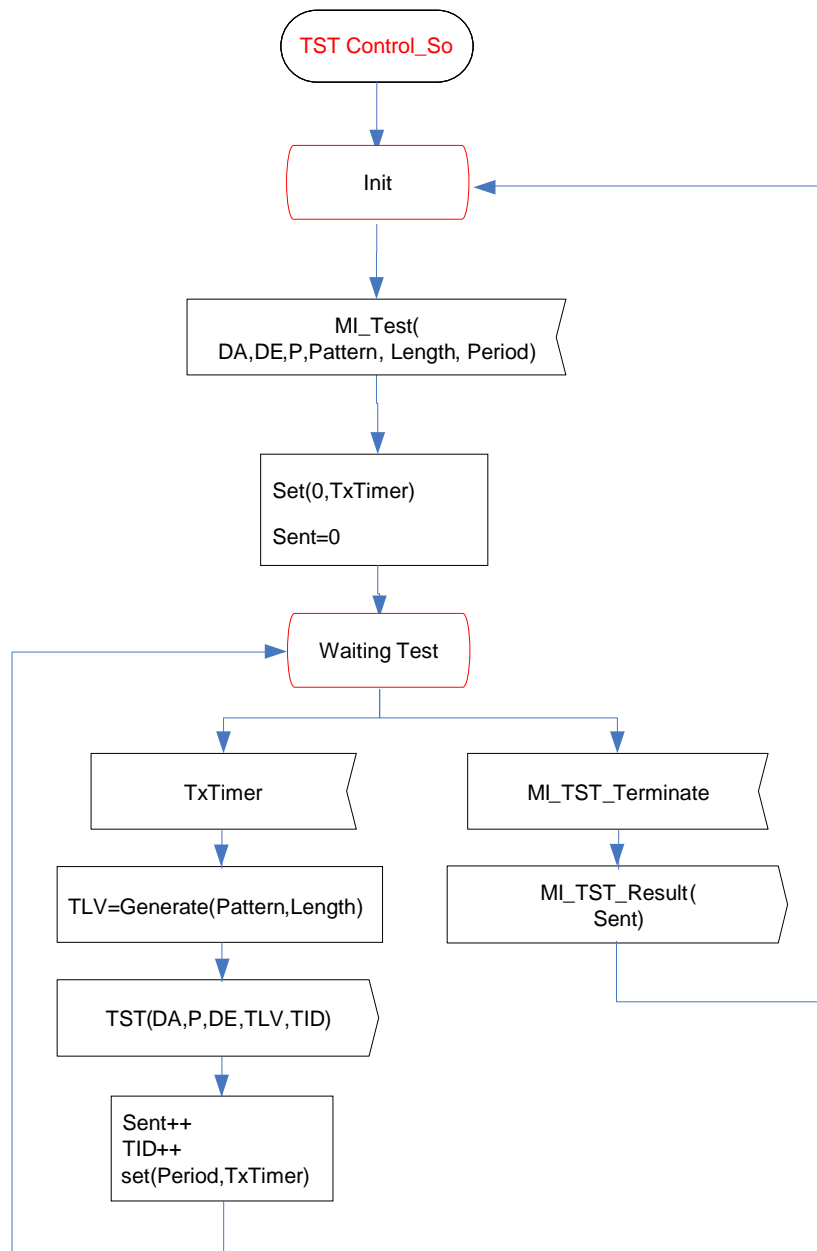 TST Control_So
Init
MI_Test(
DA,DE,P,Pattern, Length, Period)
Set(0,TxTimer)
Sent=0
Waiting Test
TxTimer
MI_TST_Terminate
TLV=Generate(Pattern,Length)
MI_TST_Result(
Sent)
TST(DA,P,DE,TLV,TID)
Sent++
TID++
set(Period,TxTimer)